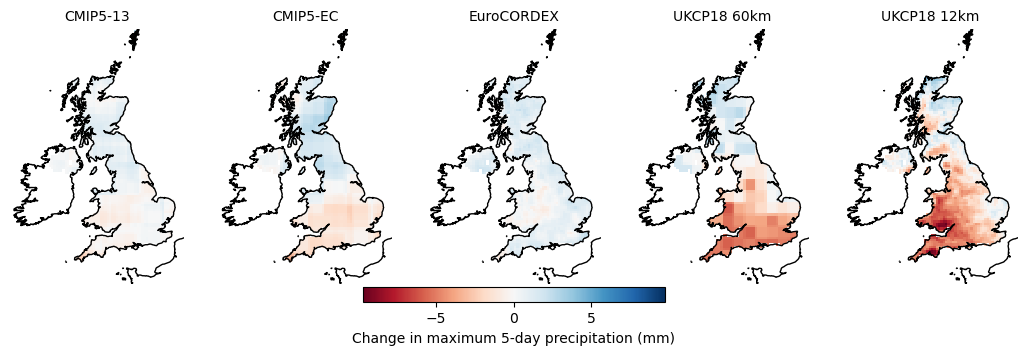 CMIP5-13 CMIP5-EC EuroCORDEX UKCP18 60km UKCP18 12km
−5 0 5
Change in maximum 5-day precipitation (mm)